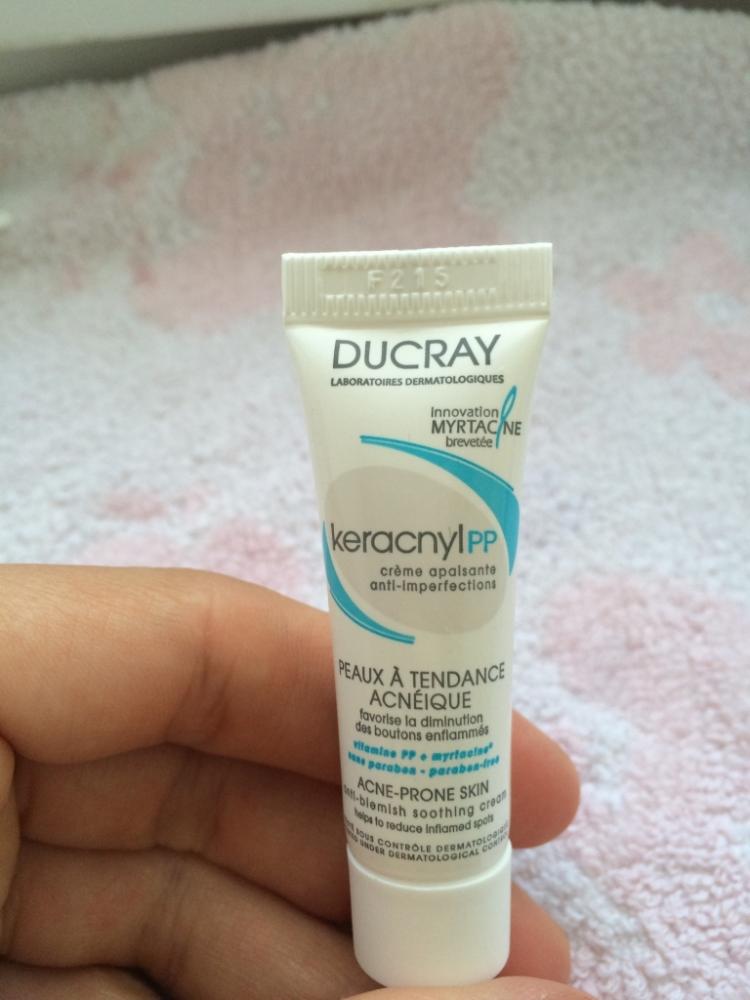 F215
DUCRAY
LABORATOIRES DERMATOLOGIQUES
innovation
MYRTACINE
brevetée
keracnylPP
crème apaisante
anti-imperfections
PEAUX À TENDANCE
ACNÉIQUE
favorise la diminution
des boutons enflammés
vitamine PP + myrtacine®
sans paraben - paraben-free
ACNE-PRONE SKIN
anti-blemish soothing cream
helps to reduce inflamed spots
SOUS CONTRÔLE DERMATOLOGIQUE
UNDER DERMATOLOGICAL CONTROL